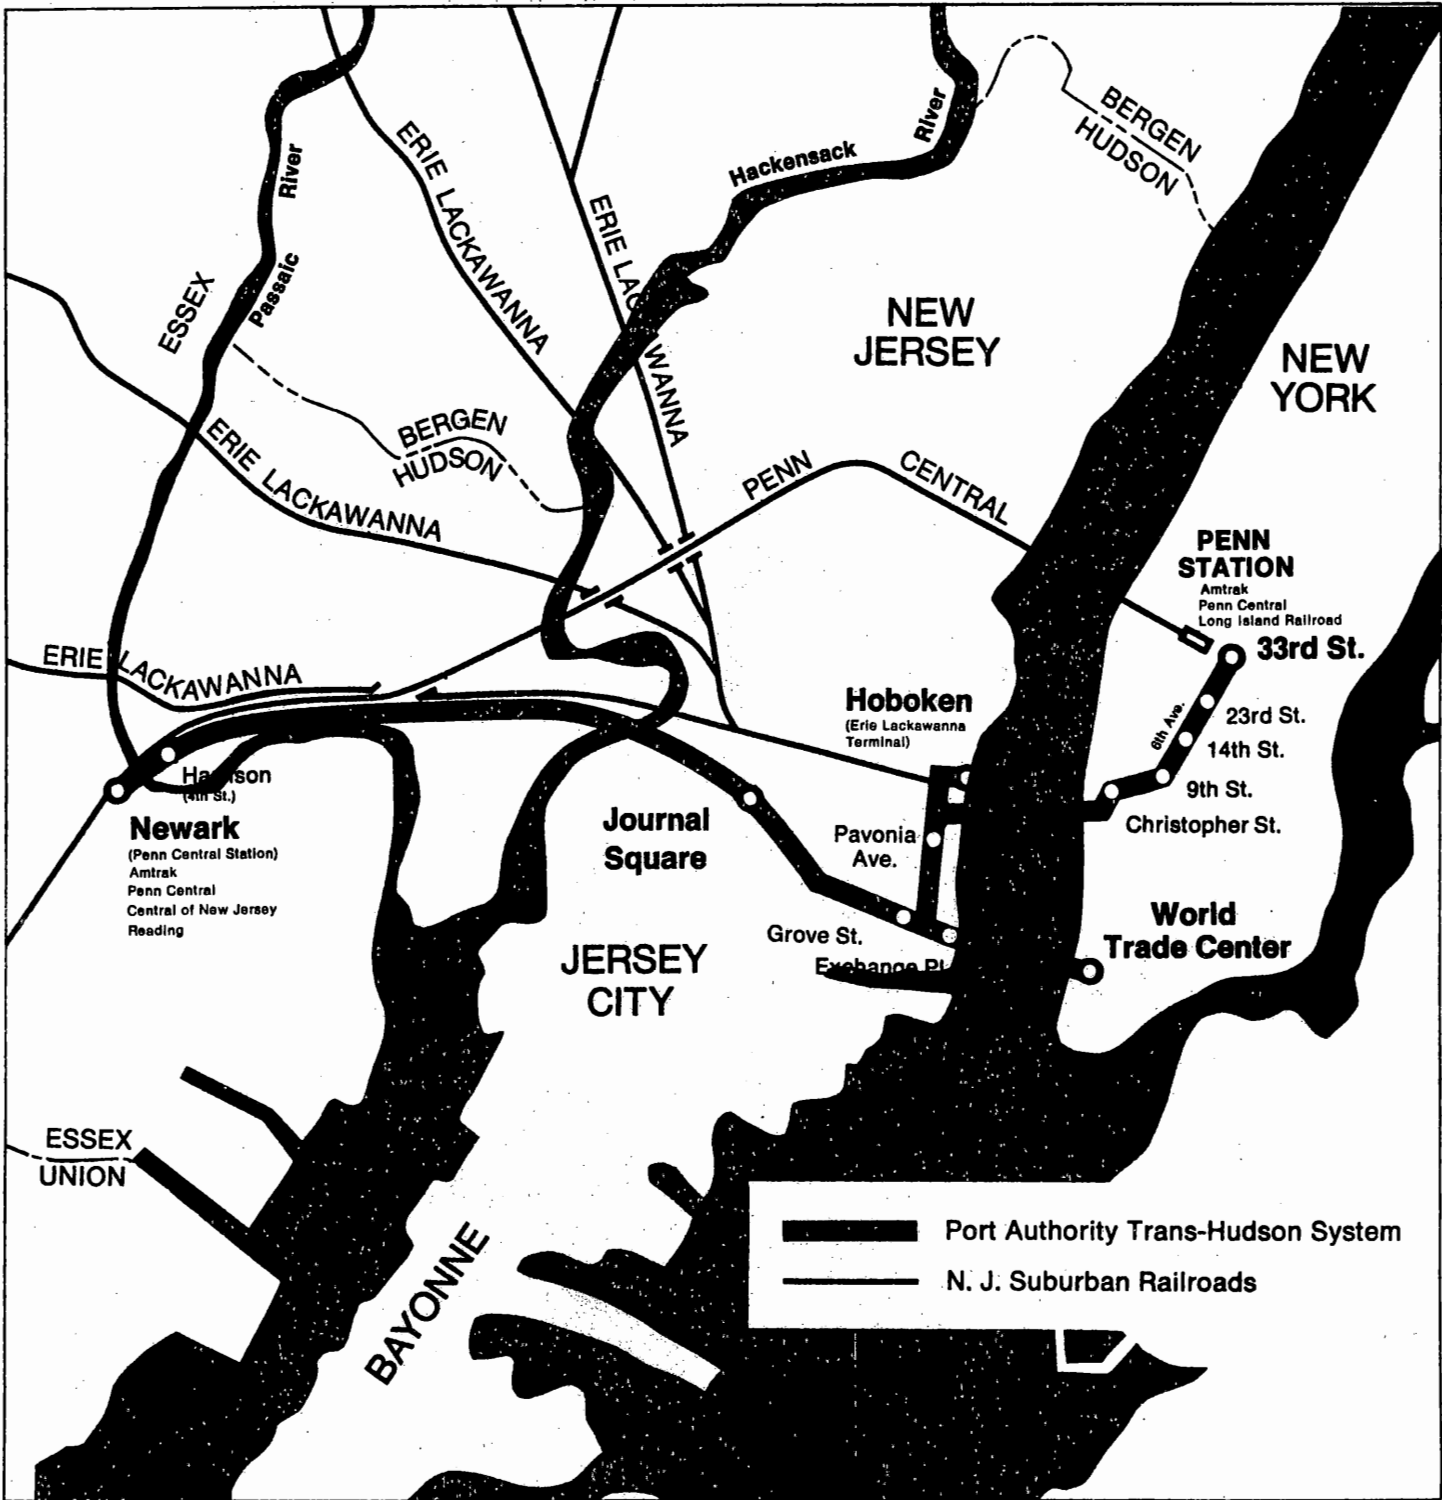 BERGEN
HUDSON
River
Hackensack
ERIE LACKAWANNA
River
Passaic
ESSEX
ERIE LACKAWANNA
NEW
JERSEY
NEW
YORK
BERGEN
HUDSON
ERIE LACKAWANNA
PENN CENTRAL
PENN
STATION
Amtrak
Penn Central
Long Island Railroad
33rd St.
ERIE LACKAWANNA
Hoboken
(Erie Lackawanna
Terminal)
6th Ave.
23rd St.
14th St.
9th St.
Christopher St.
Harrison
(4th St.)
Newark
(Penn Central Station)
Amtrak
Penn Central
Central of New Jersey
Reading
Journal
Square
Pavonia
Ave.
Grove St.
Exchange Pl.
World
Trade Center
JERSEY
CITY
ESSEX
UNION
BAYONNE
Port Authority Trans-Hudson System
N. J. Suburban Railroads